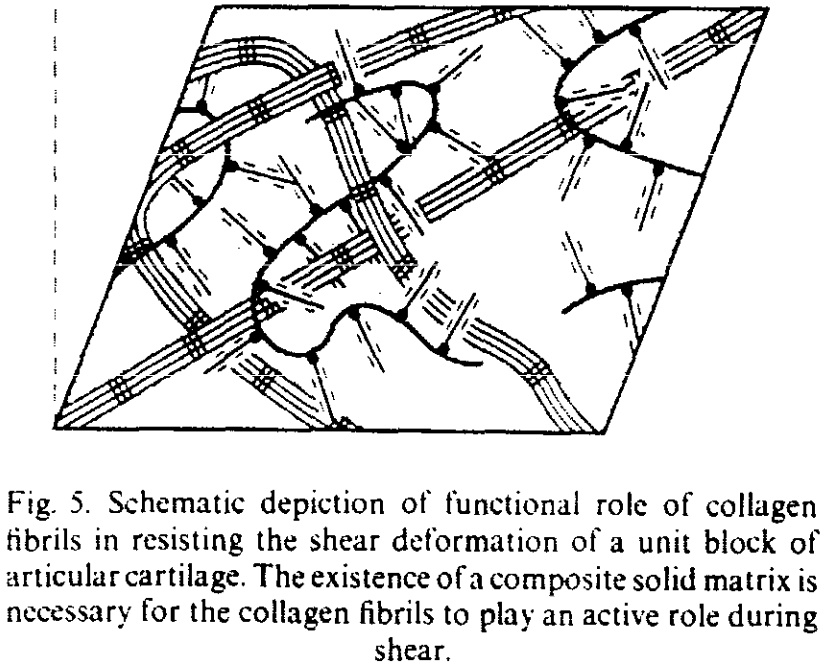 Fig. 5. Schematic depiction of functional role of collagen
fibrils in resisting the shear deformation of a unit block of
articular cartilage. The existence of a composite solid matrix is
necessary for the collagen fibrils to play an active role during
shear.